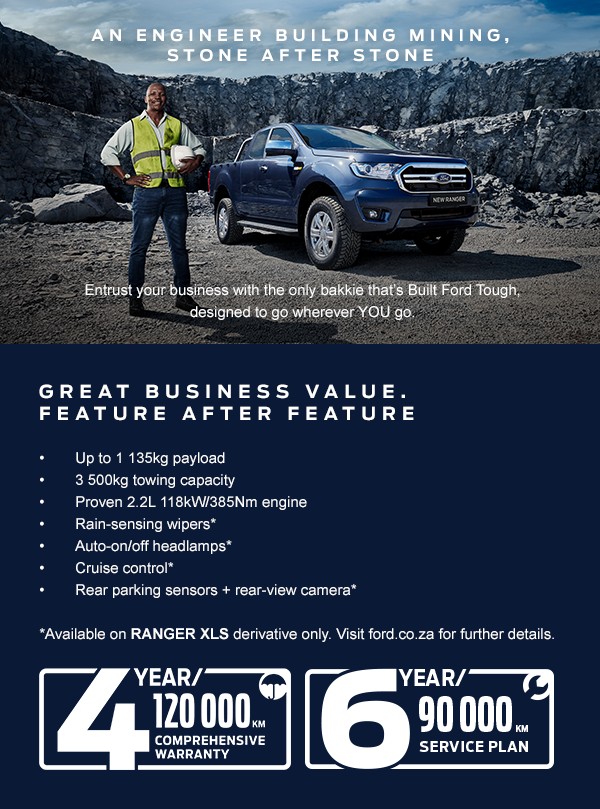 AN ENGINEER BUILDING MINING,
STONE AFTER STONE
Ford
NEW RANGER
Entrust your business with the only bakkie that's Built Ford Tough,
designed to go wherever YOU go.
GREAT BUSINESS VALUE.
FEATURE AFTER FEATURE
• Up to 1 135kg payload
• 3 500kg towing capacity
• Proven 2.2L 118kW/385Nm engine
• Rain-sensing wipers*
• Auto-on/off headlamps*
• Cruise control*
• Rear parking sensors + rear-view camera*
*Available on RANGER XLS derivative only. Visit ford.co.za for further details.
4 YEAR/
120 000 KM
COMPREHENSIVE
WARRANTY
6 YEAR/
90 000 KM
SERVICE PLAN